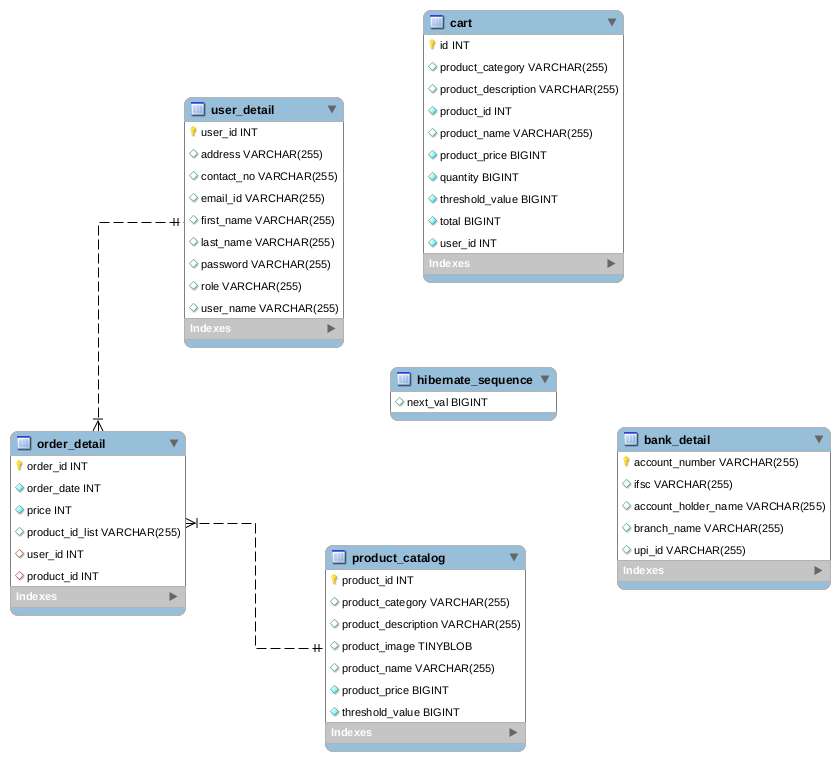 cart
id INT
product_category VARCHAR(255)
product_description VARCHAR(255)
product_id INT
product_name VARCHAR(255)
product_price BIGINT
quantity BIGINT
threshold_value BIGINT
total BIGINT
user_id INT
Indexes
user_detail
user_id INT
address VARCHAR(255)
contact_no VARCHAR(255)
email_id VARCHAR(255)
first_name VARCHAR(255)
last_name VARCHAR(255)
password VARCHAR(255)
role VARCHAR(255)
user_name VARCHAR(255)
Indexes
hibernate_sequence
next_val BIGINT
order_detail
order_id INT
order_date INT
price INT
product_id_list VARCHAR(255)
user_id INT
product_id INT
Indexes
bank_detail
account_number VARCHAR(255)
ifsc VARCHAR(255)
account_holder_name VARCHAR(255)
branch_name VARCHAR(255)
upi_id VARCHAR(255)
Indexes
product_catalog
product_id INT
product_category VARCHAR(255)
product_description VARCHAR(255)
product_image TINYBLOB
product_name VARCHAR(255)
product_price BIGINT
threshold_value BIGINT
Indexes